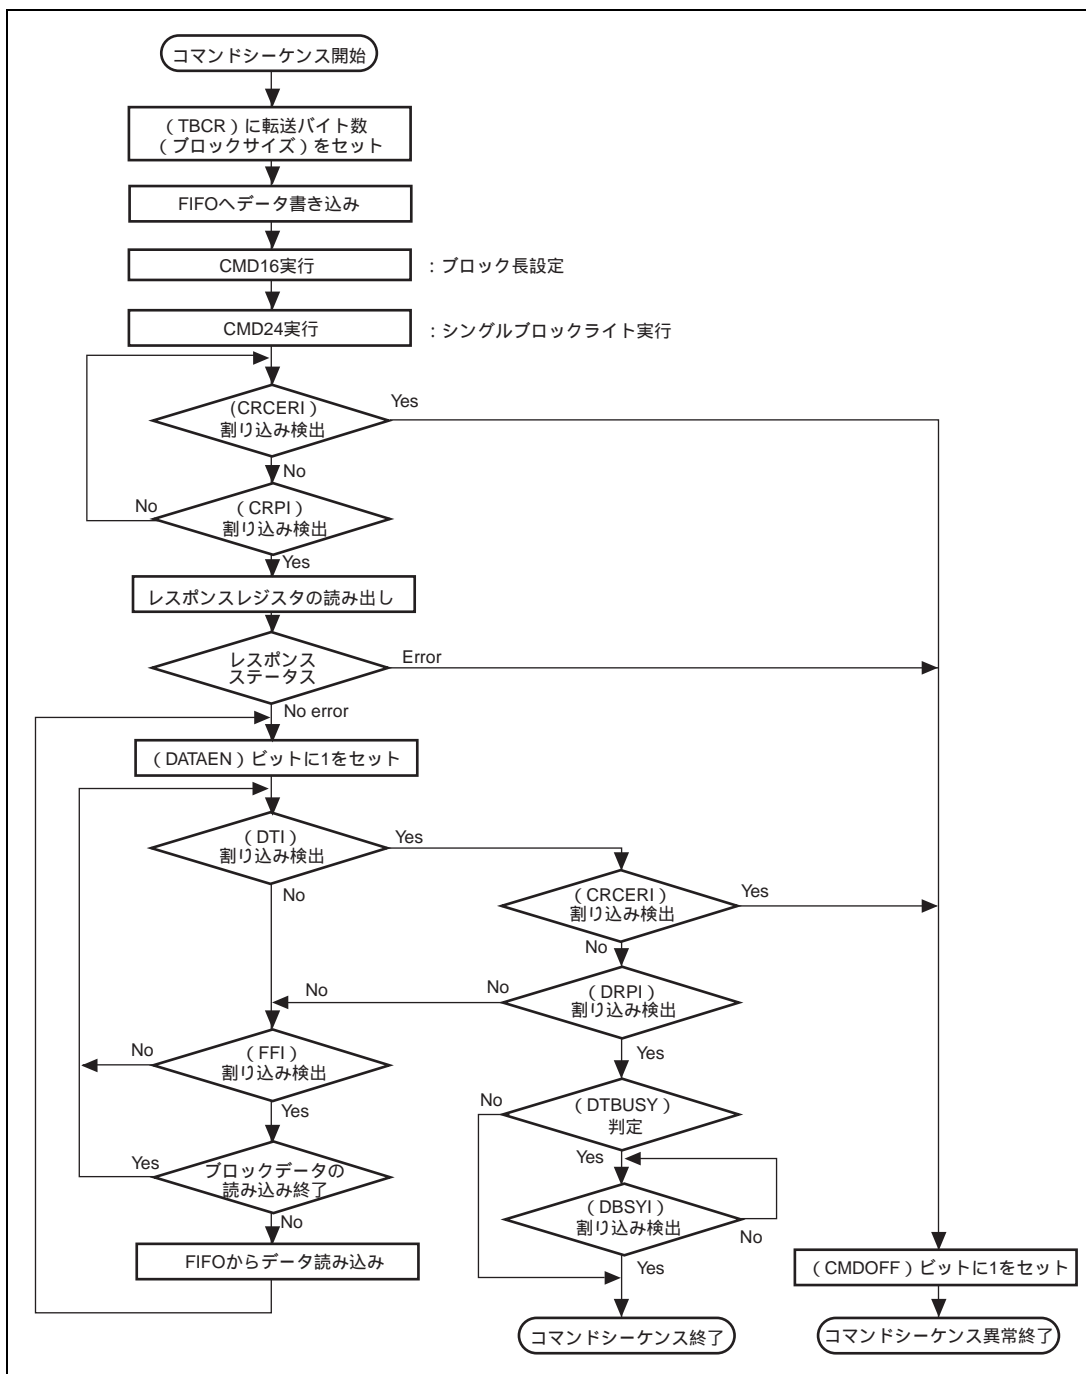 コマンドシーケンス開始
（TBCR）に転送バイト数
（ブロックサイズ）をセット
FIFOへデータ書き込み
CMD16実行
：ブロック長設定
CMD24実行
：シングルブロックライト実行
（CRCERI）
割り込み検出
Yes
No
（CRPI）
割り込み検出
No
Yes
レスポンスレジスタの読み出し
レスポンス
ステータス
Error
No error
（DATAEN）ビットに1をセット
（DTI）
割り込み検出
Yes
No
（CRCERI）
割り込み検出
Yes
No
（DRPI）
割り込み検出
No
No
Yes
（FFI）
割り込み検出
No
Yes
（DTBUSY）
判定
No
Yes
ブロックデータの
読み込み終了
Yes
No
（DBSYI）
割り込み検出
No
Yes
FIFOからデータ読み込み
（CMDOFF）ビットに1をセット
コマンドシーケンス終了
コマンドシーケンス異常終了